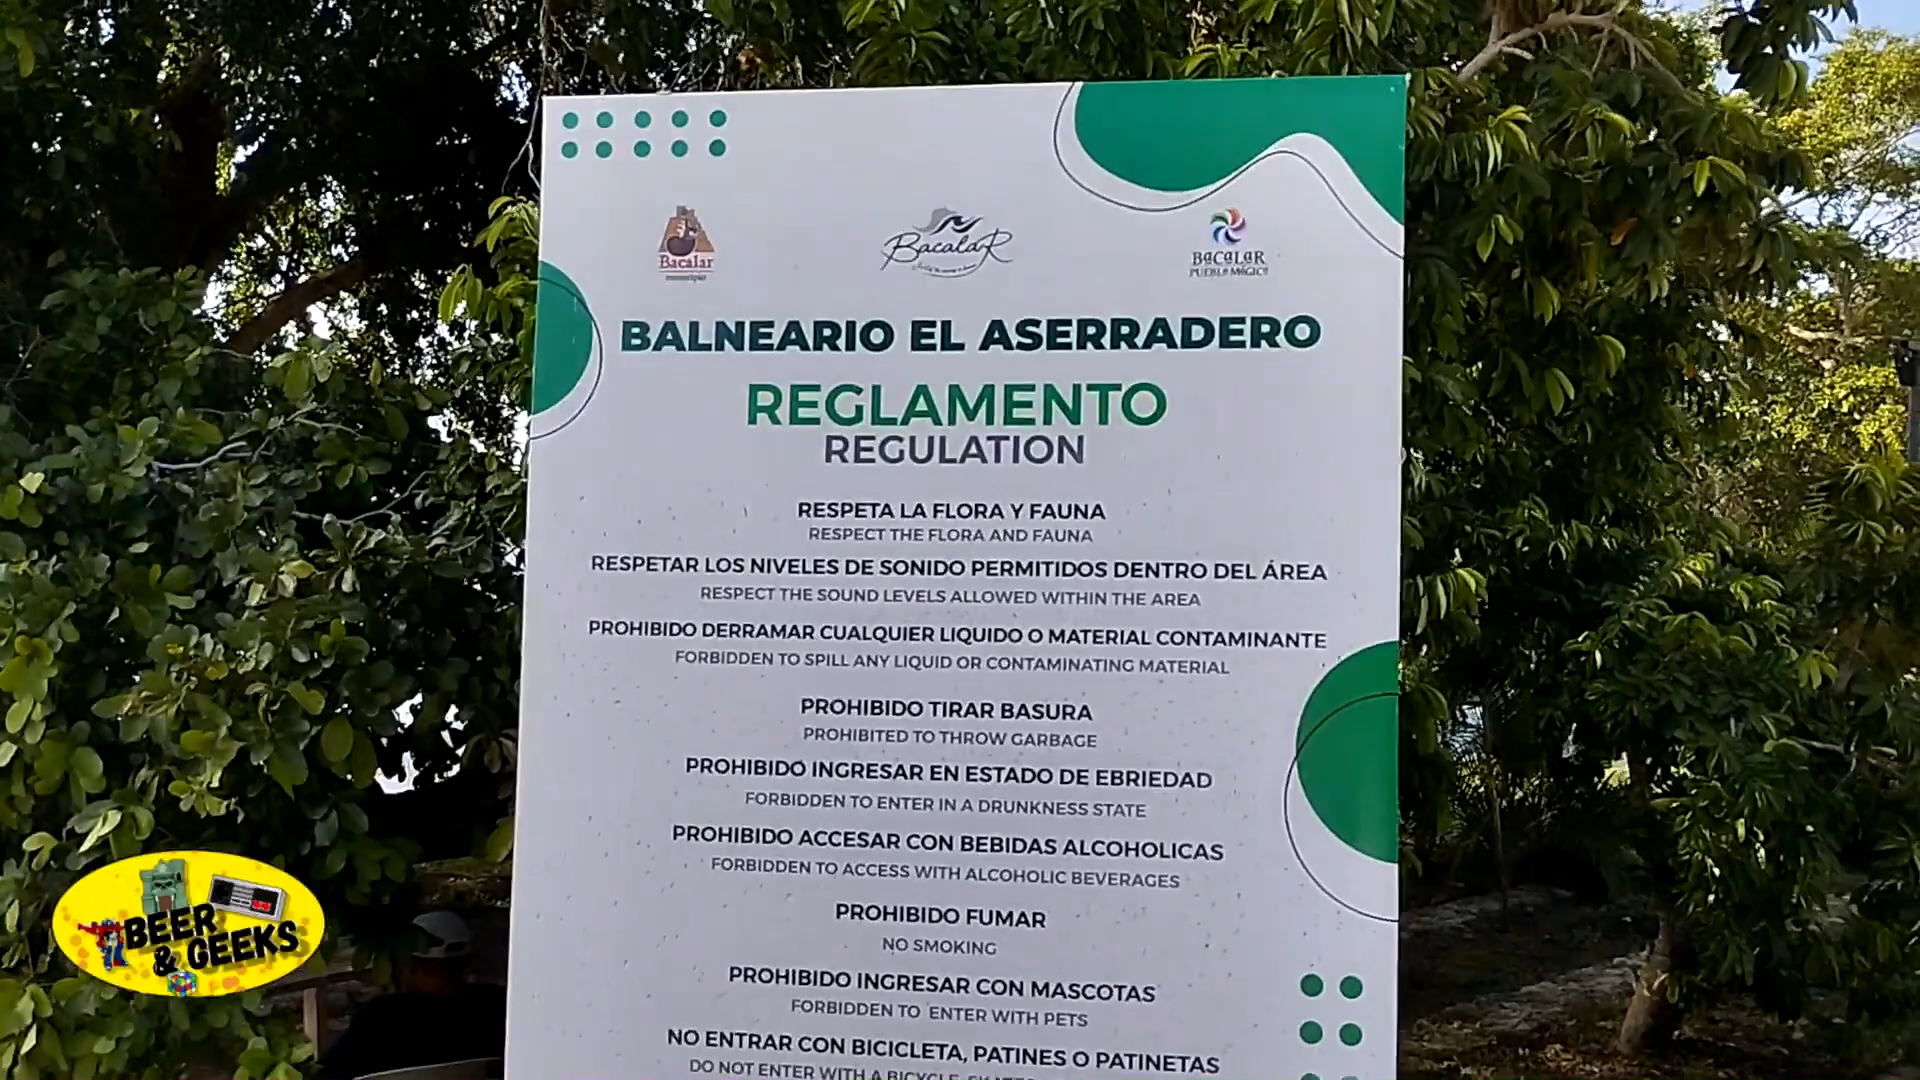 Bacalar
municipio
BacalaR
BACALAR
PUEBLO MÁGICO
BALNEARIO EL ASERRADERO
REGLAMENTO
REGULATION
RESPETA LA FLORA Y FAUNA
RESPECT THE FLORA AND FAUNA
RESPETAR LOS NIVELES DE SONIDO PERMITIDOS DENTRO DEL ÁREA
RESPECT THE SOUND LEVELS ALLOWED WITHIN THE AREA
PROHIBIDO DERRAMAR CUALQUIER LIQUIDO O MATERIAL CONTAMINANTE
FORBIDDEN TO SPILL ANY LIQUID OR CONTAMINATING MATERIAL
PROHIBIDO TIRAR BASURA
PROHIBITED TO THROW GARBAGE
PROHIBIDO INGRESAR EN ESTADO DE EBRIEDAD
FORBIDDEN TO ENTER IN A DRUNKNESS STATE
PROHIBIDO ACCESAR CON BEBIDAS ALCOHOLICAS
FORBIDDEN TO ACCESS WITH ALCOHOLIC BEVERAGES
PROHIBIDO FUMAR
NO SMOKING
PROHIBIDO INGRESAR CON MASCOTAS
FORBIDDEN TO ENTER WITH PETS
NO ENTRAR CON BICICLETA, PATINES O PATINETAS
DO NOT ENTER WITH A BICYCLE,
BEER
& GEEKS